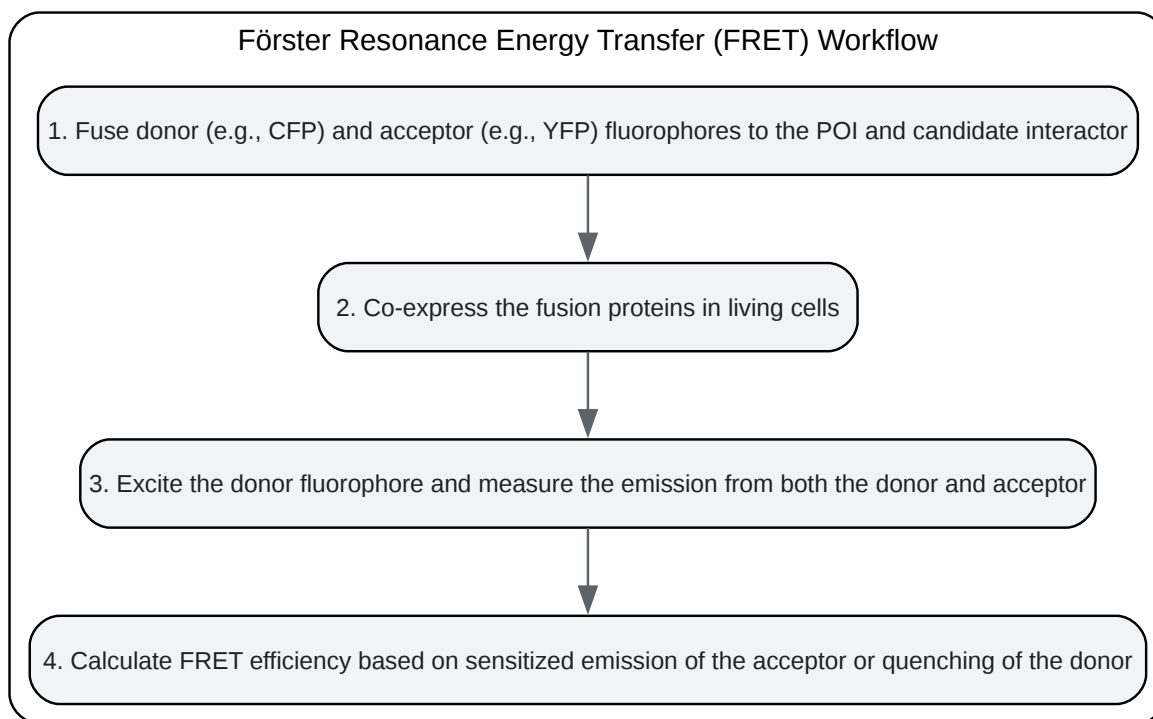 Förster Resonance Energy Transfer (FRET) Workflow
1. Fuse donor (e.g., CFP) and acceptor (e.g., YFP) fluorophores to the POI and candidate interactor
2. Co-express the fusion proteins in living cells
3. Excite the donor fluorophore and measure the emission from both the donor and acceptor
4. Calculate FRET efficiency based on sensitized emission of the acceptor or quenching of the donor